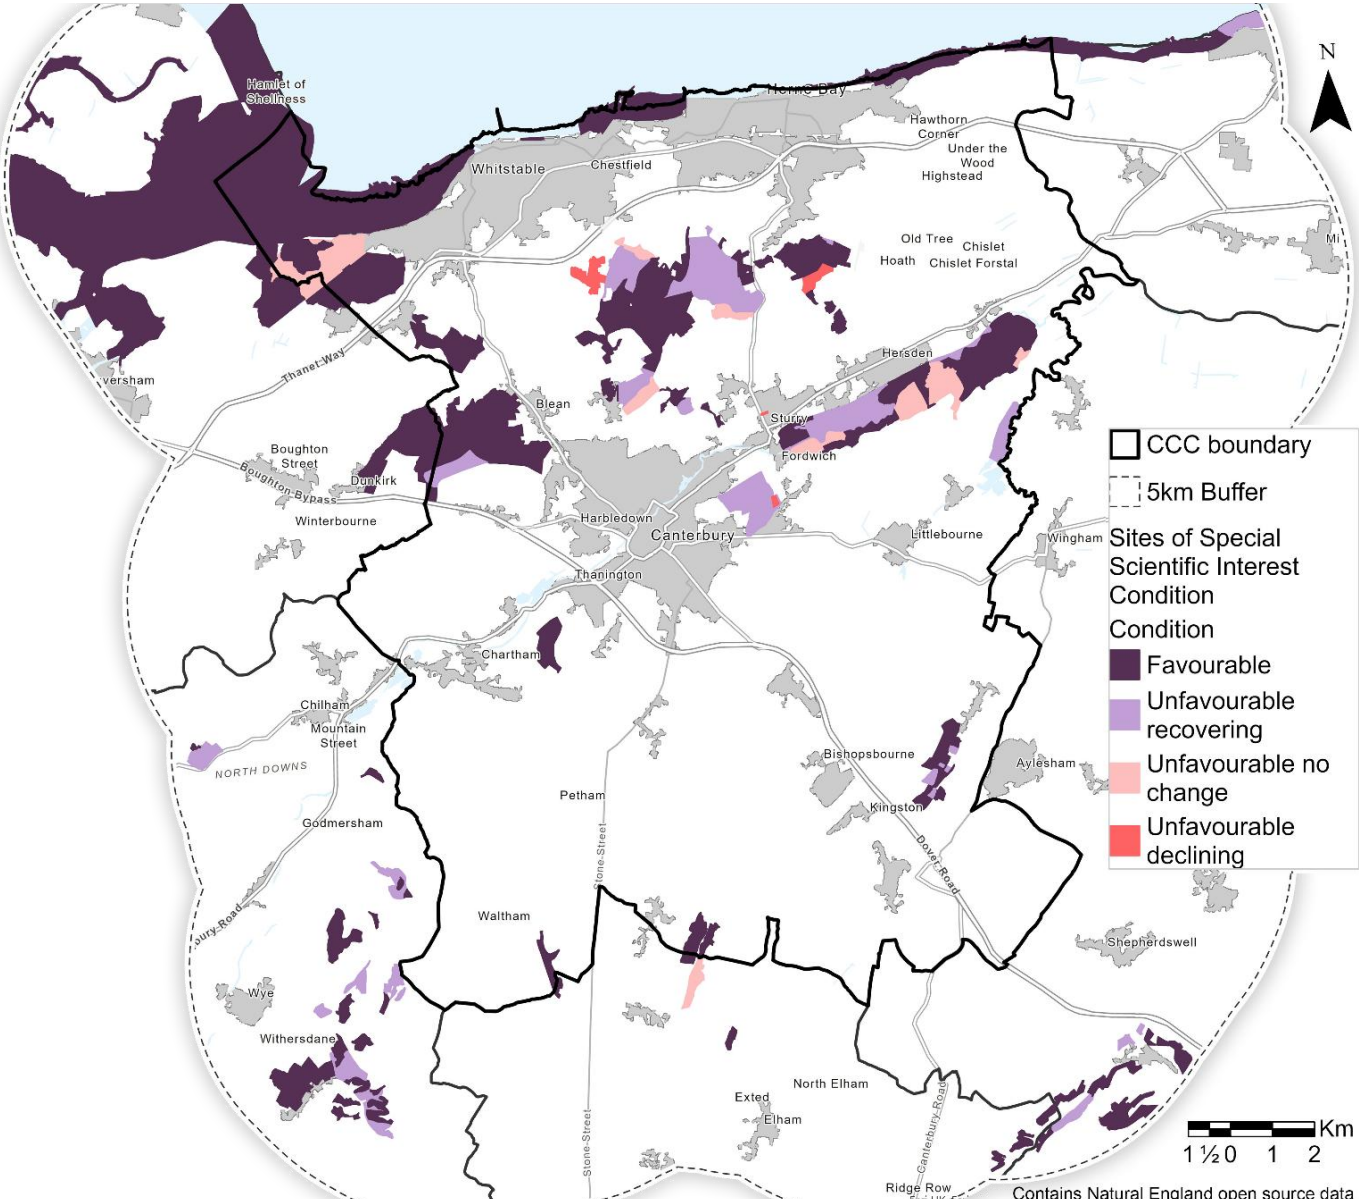 N
Hamlet of
Shellness
Herne Bay
Hawthorn
Corner
Under the
Wood
Highstead
Whitstable
Chestfield
Old Tree
Chislet
Hoath
Chislet Forstal
Mi
Thanet Way
Hersden
versham
Blean
Sturry
Fordwich
Boughton
Street
Dunkirk
Boughton Bypass
Winterbourne
Harbledown
Canterbury
Littlebourne
Wingham
Thanington
Chartham
Chilham
Mountain
Street
NORTH DOWNS
Bishopsbourne
Aylesham
Petham
Kingston
Godmersham
Stone Street
Dover Road
Waltham
bury Road
Shepherdswell
Wye
Withersdane
North Elham
Exted
Elham
Stone Street
Canterbury Road
Ridge Row
CCC boundary
5km Buffer
Sites of Special
Scientific Interest
Condition
Condition
Favourable
Unfavourable
recovering
Unfavourable no
change
Unfavourable
declining
Km
1 ½ 0 1 2
Contains Natural England open source data